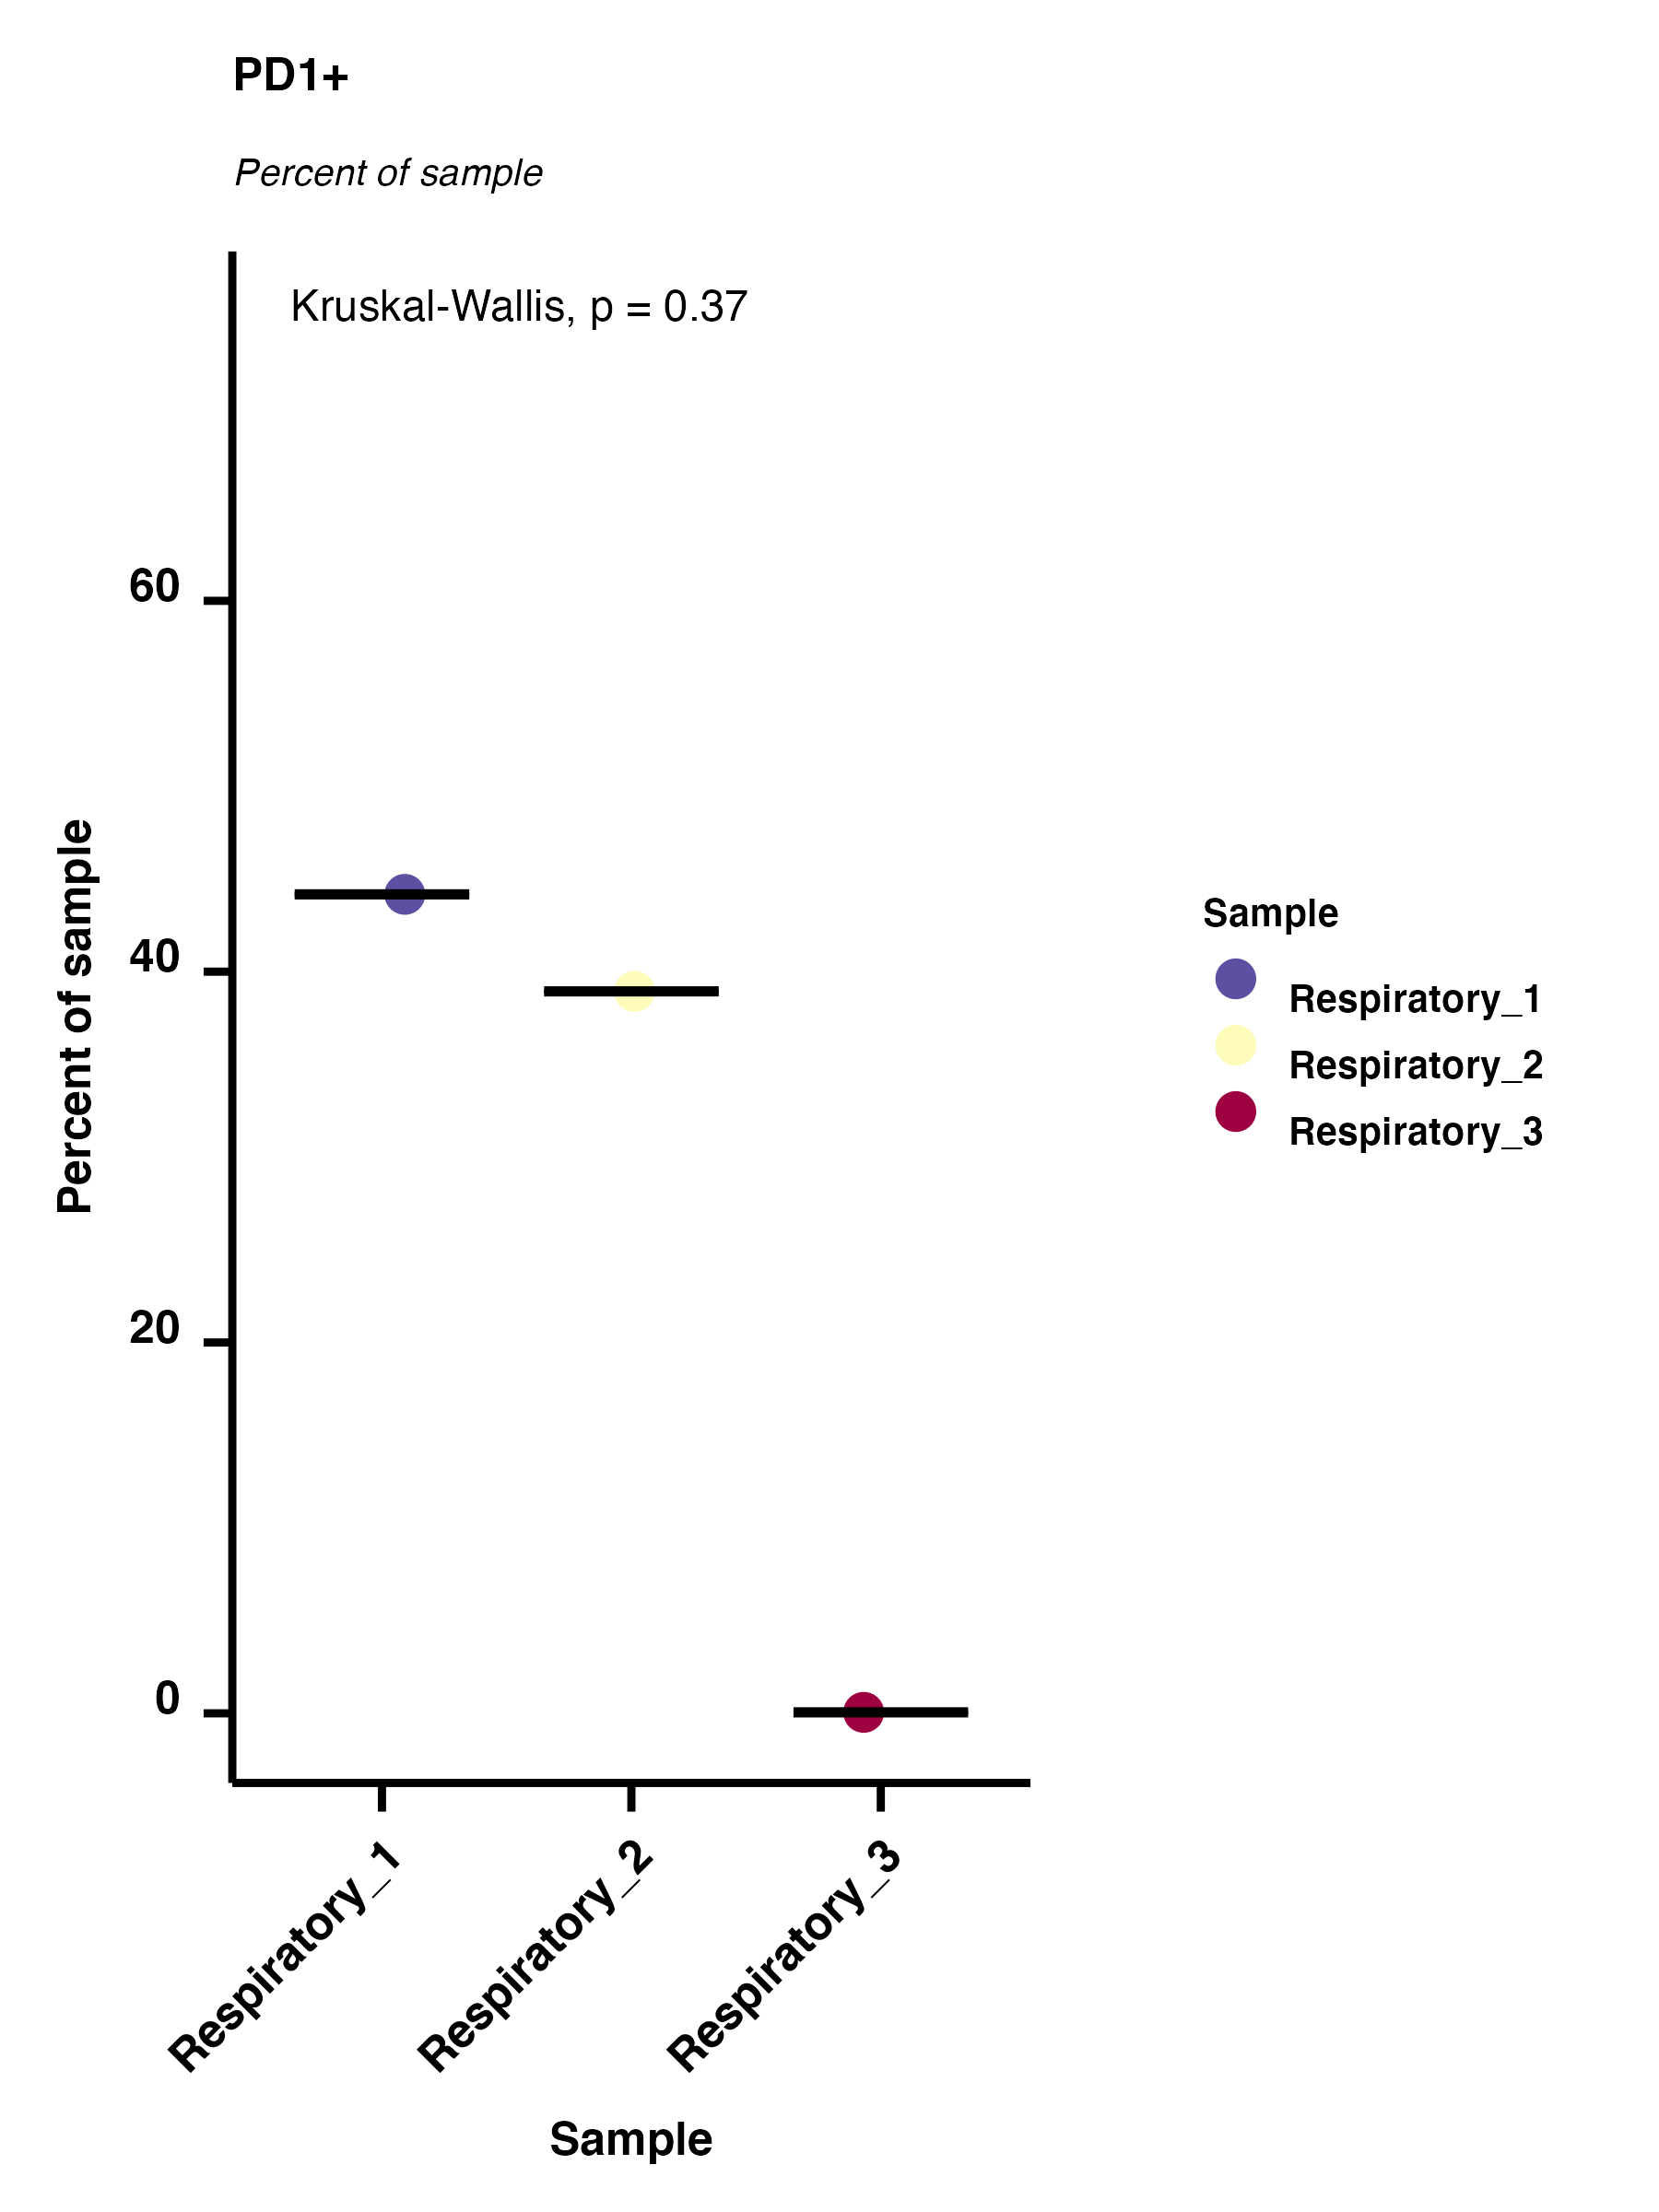 PD1+
Percent of sample
Kruskal-Wallis, p = 0.37
60
40
20
0
Percent of sample
Respiratory_1
Respiratory_2
Respiratory_3
Sample
Sample
Respiratory_1
Respiratory_2
Respiratory_3